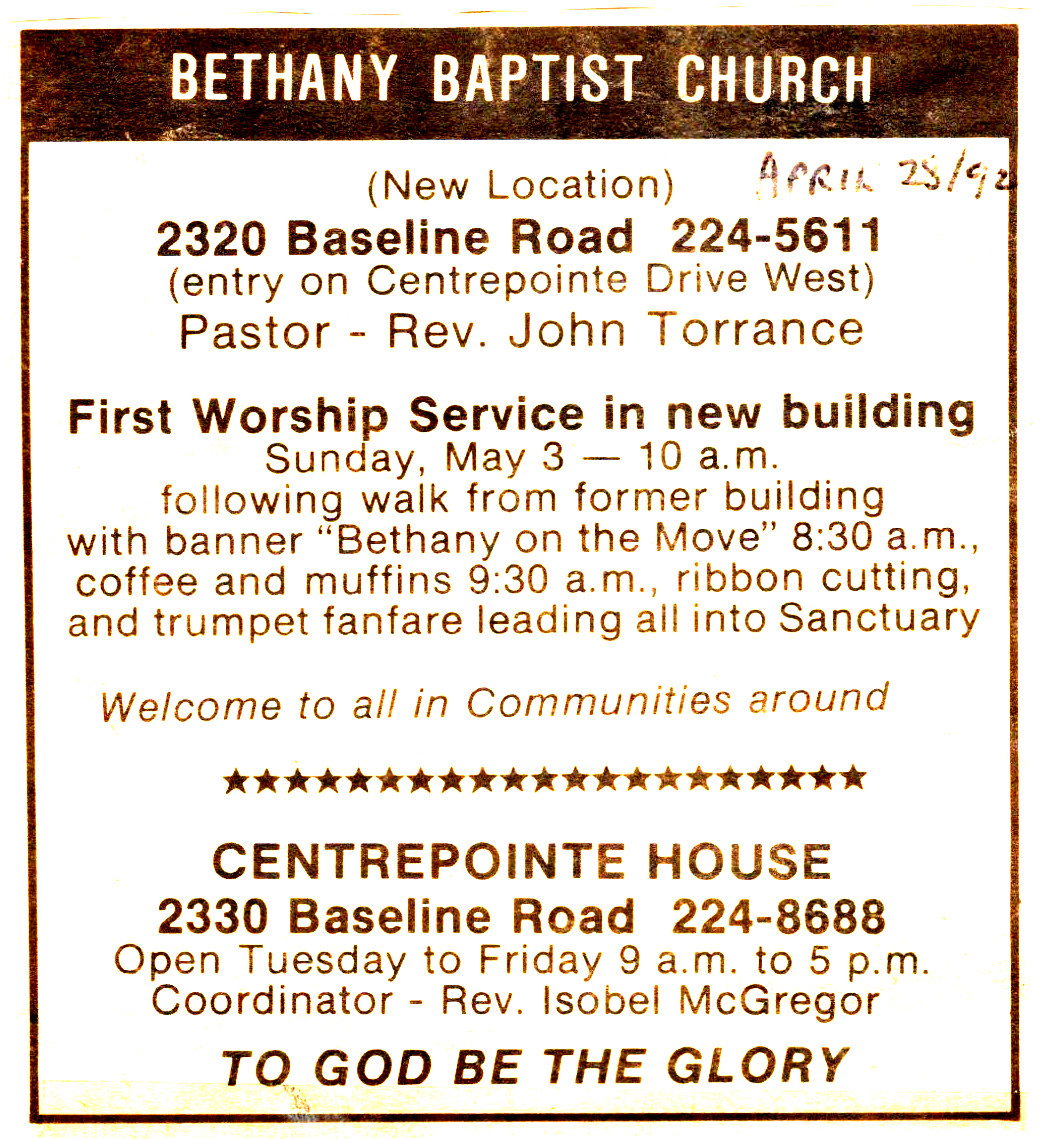 BETHANY BAPTIST CHURCH
(New Location)
APRIL 28/92
2320 Baseline Road 224-5611
(entry on Centrepointe Drive West)
Pastor - Rev. John Torrance
First Worship Service in new building
Sunday, May 3 — 10 a.m.
following walk from former building
with banner “Bethany on the Move” 8:30 a.m.,
coffee and muffins 9:30 a.m., ribbon cutting,
and trumpet fanfare leading all into Sanctuary
Welcome to all in Communities around
★★★★★★★★★★★★★★★★★★★★★
CENTREPOINTE HOUSE
2330 Baseline Road 224-8688
Open Tuesday to Friday 9 a.m. to 5 p.m.
Coordinator - Rev. Isobel McGregor
TO GOD BE THE GLORY